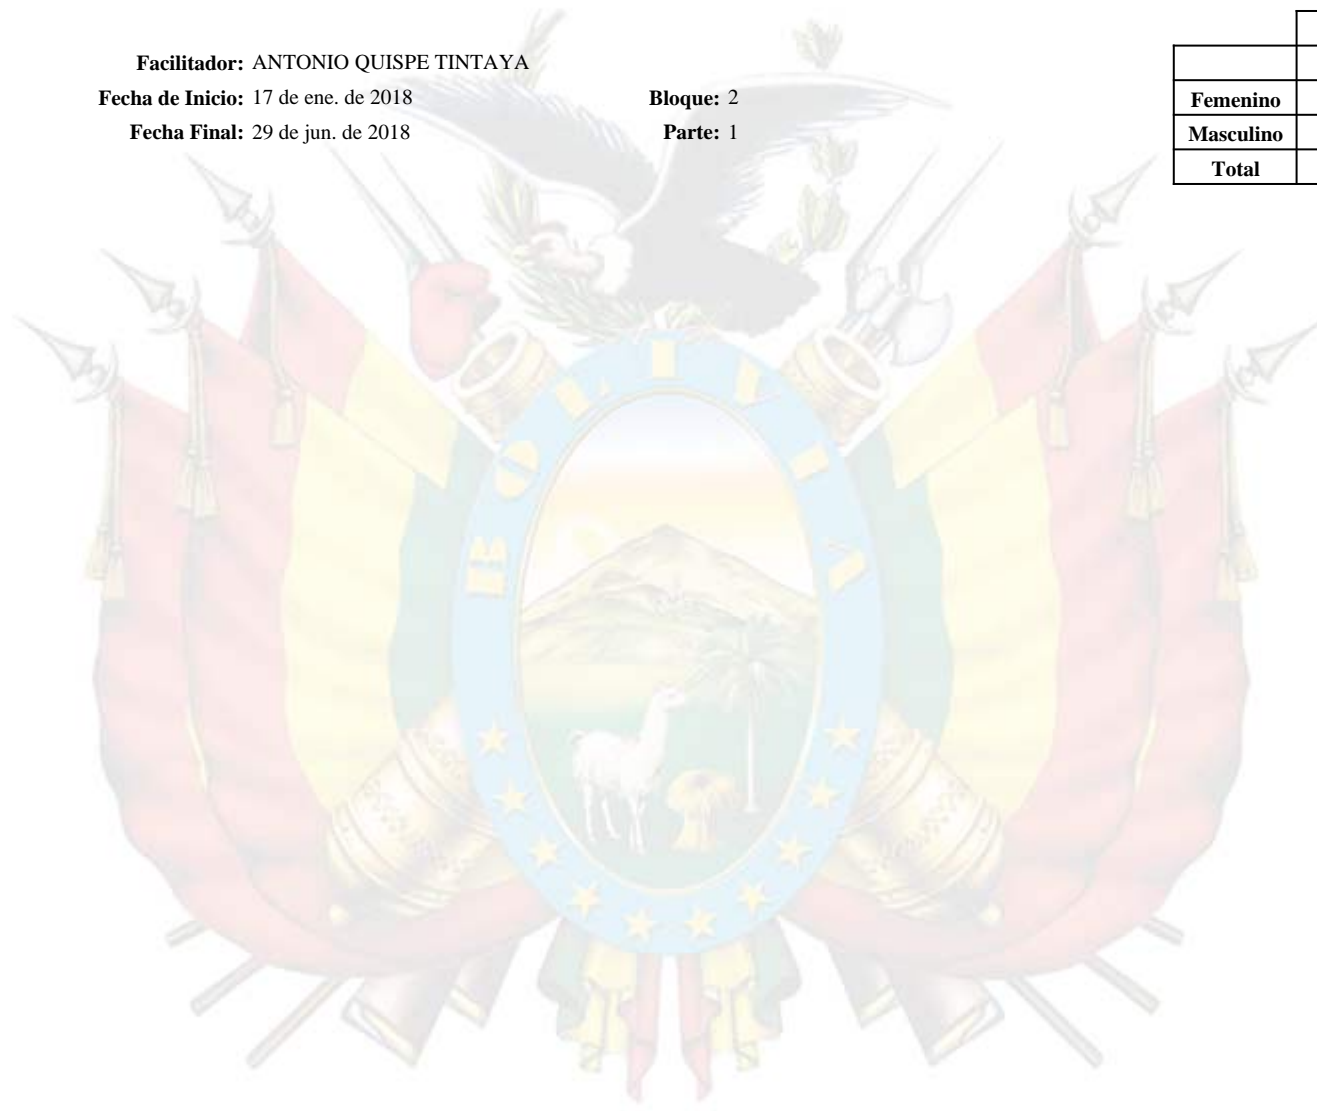 Facilitador: ANTONIO QUISPE TINTAYA
Fecha de Inicio: 17 de ene. de 2018 Bloque: 2
Fecha Final: 29 de jun. de 2018 Parte: 1
Femenino
Masculino
Total
BOLIVIA